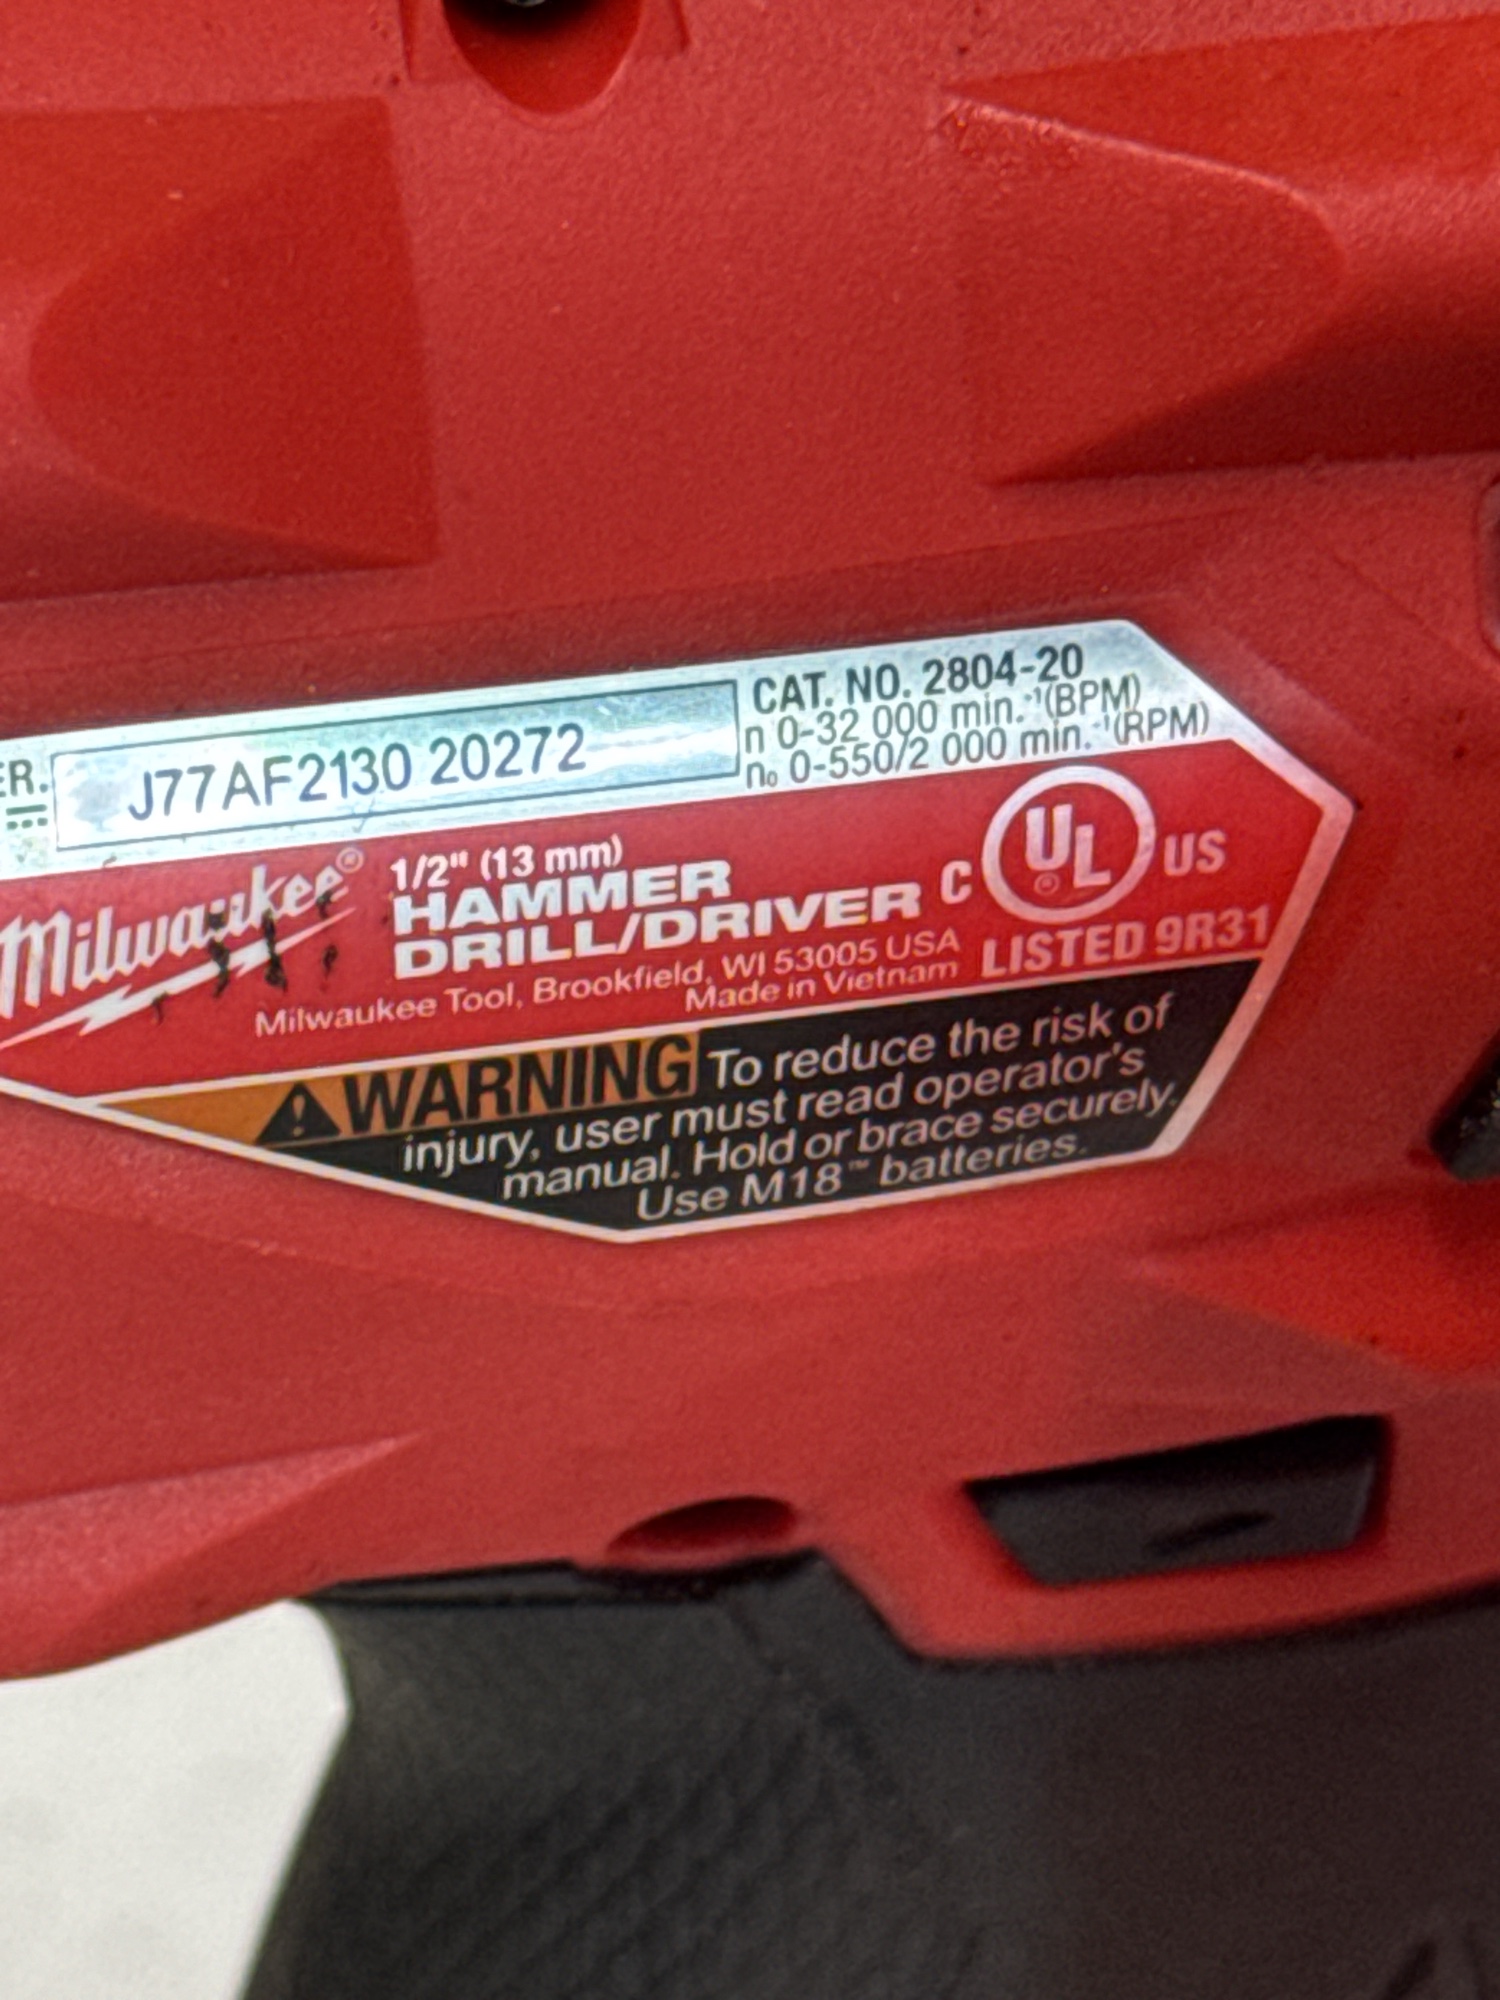 ER.
J77AF2130 20272
CAT. NO. 2804-20
n 0-32 000 min.-1(BPM)
n₀ 0-550/2 000 min.-1(RPM)
Milwaukee®
1/2" (13 mm)
HAMMER
DRILL/DRIVER
C UL® US
LISTED 9R31
Milwaukee Tool, Brookfield, WI 53005 USA
Made in Vietnam
WARNING To reduce the risk of
injury, user must read operator's
manual. Hold or brace securely.
Use M18™ batteries.